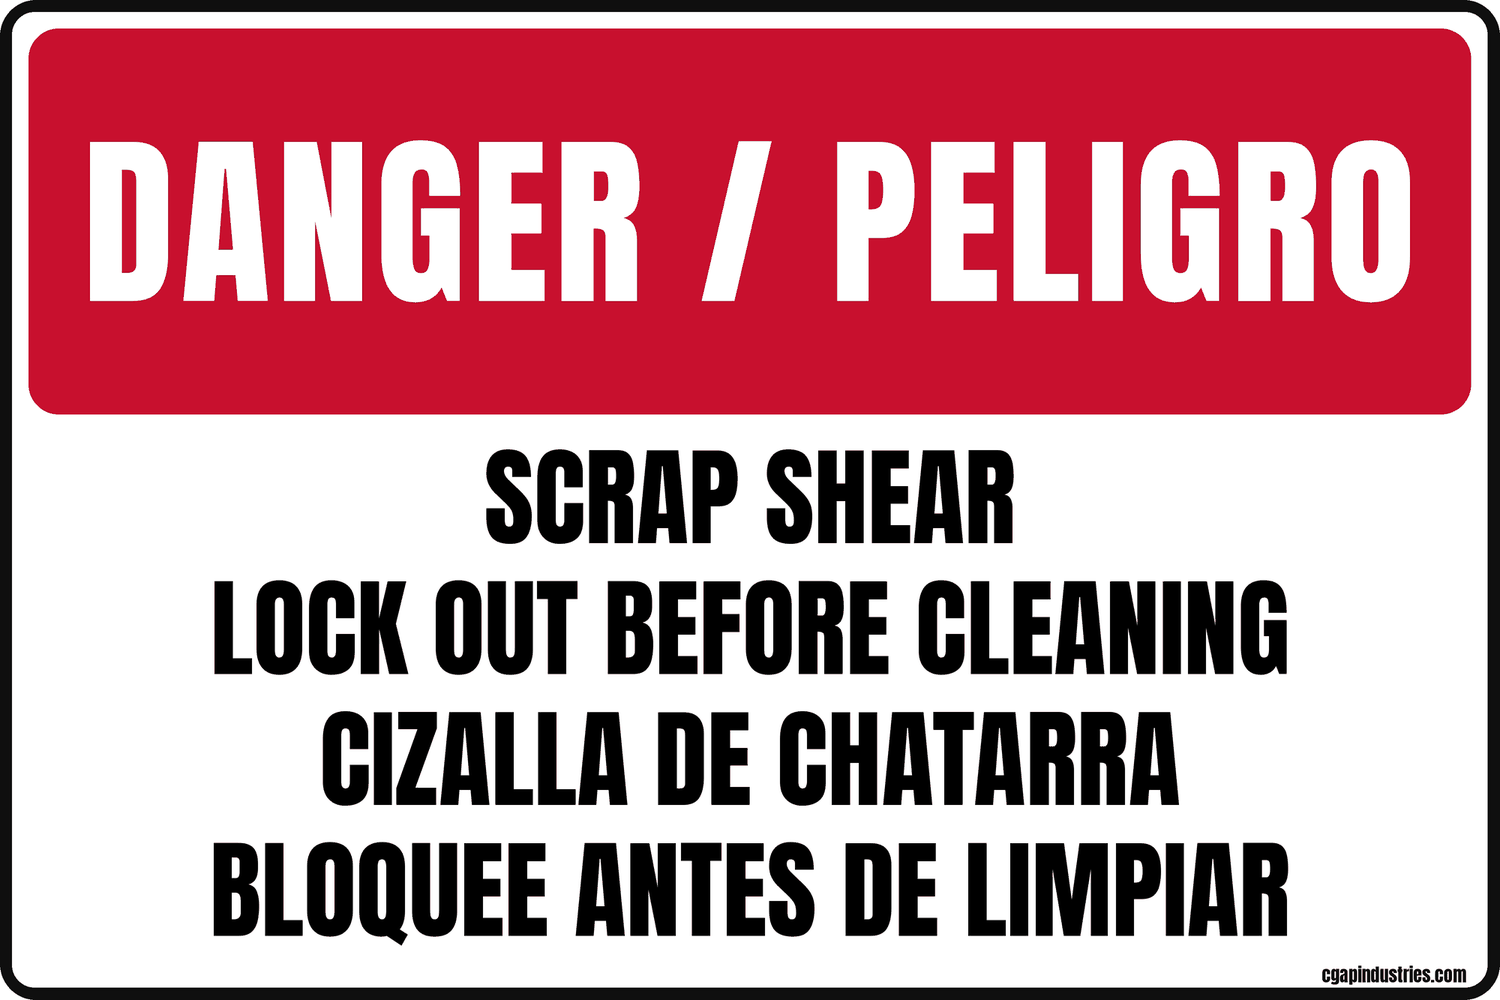 DANGER / PELIGRO
SCRAP SHEAR
LOCK OUT BEFORE CLEANING
CIZALLA DE CHATARRA
BLOQUEE ANTES DE LIMPIAR
cgapindustries.com